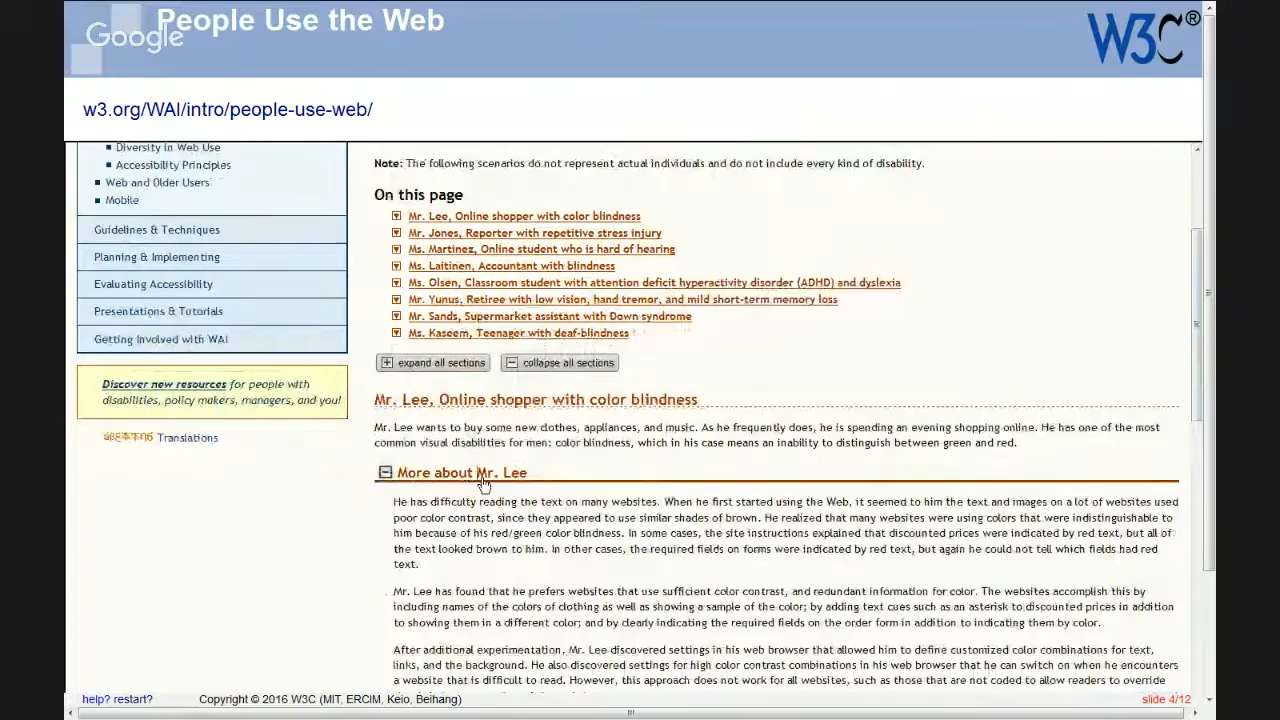 People Use the Web
Google
W3C®
w3.org/WAI/intro/people-use-web/
Diversity in Web Use
Accessibility Principles
Web and Older Users
Mobile
Guidelines & Techniques
Planning & Implementing
Evaluating Accessibility
Presentations & Tutorials
Getting Involved with WAI
Discover new resources for people with
disabilities, policy makers, managers, and you!
Translations
Note: The following scenarios do not represent actual individuals and do not include every kind of disability.
On this page
Mr. Lee, Online shopper with color blindness
Mr. Jones, Reporter with repetitive stress injury
Ms. Martinez, Online student who is hard of hearing
Ms. Laitinen, Accountant with blindness
Ms. Olsen, Classroom student with attention deficit hyperactivity disorder (ADHD) and dyslexia
Mr. Yunus, Retiree with low vision, hand tremor, and mild short-term memory loss
Mr. Sands, Supermarket assistant with Down syndrome
Ms. Kaseem, Teenager with deaf-blindness
expand all sections collapse all sections
Mr. Lee, Online shopper with color blindness
Mr. Lee wants to buy some new clothes, appliances, and music. As he frequently does, he is spending an evening shopping online. He has one of the most
common visual disabilities for men: color blindness, which in his case means an inability to distinguish between green and red.
More about Mr. Lee
He has difficulty reading the text on many websites. When he first started using the Web, it seemed to him the text and images on a lot of websites used
poor color contrast, since they appeared to use similar shades of brown. He realized that many websites were using colors that were indistinguishable to
him because of his red/green color blindness. In some cases, the site instructions explained that discounted prices were indicated by red text, but all of
the text looked brown to him. In other cases, the required fields on forms were indicated by red text, but again he could not tell which fields had red
text.
Mr. Lee has found that he prefers websites that use sufficient color contrast, and redundant information for color. The websites accomplish this by
including names of the colors of clothing as well as showing a sample of the color; by adding text cues such as an asterisk to discounted prices in addition
to showing them in a different color; and by clearly indicating the required fields on the order form in addition to indicating them by color.
After additional experimentation, Mr. Lee discovered settings in his web browser that allowed him to define customized color combinations for text,
links, and the background. He also discovered settings for high color contrast combinations in his web browser that he can switch on when he encounters
a website that is difficult to read. However, this approach does not work for all websites, such as those that are not coded to allow readers to override
help? restart? Copyright © 2016 W3C (MIT, ERCIM, Keio, Beihang) slide 4/12